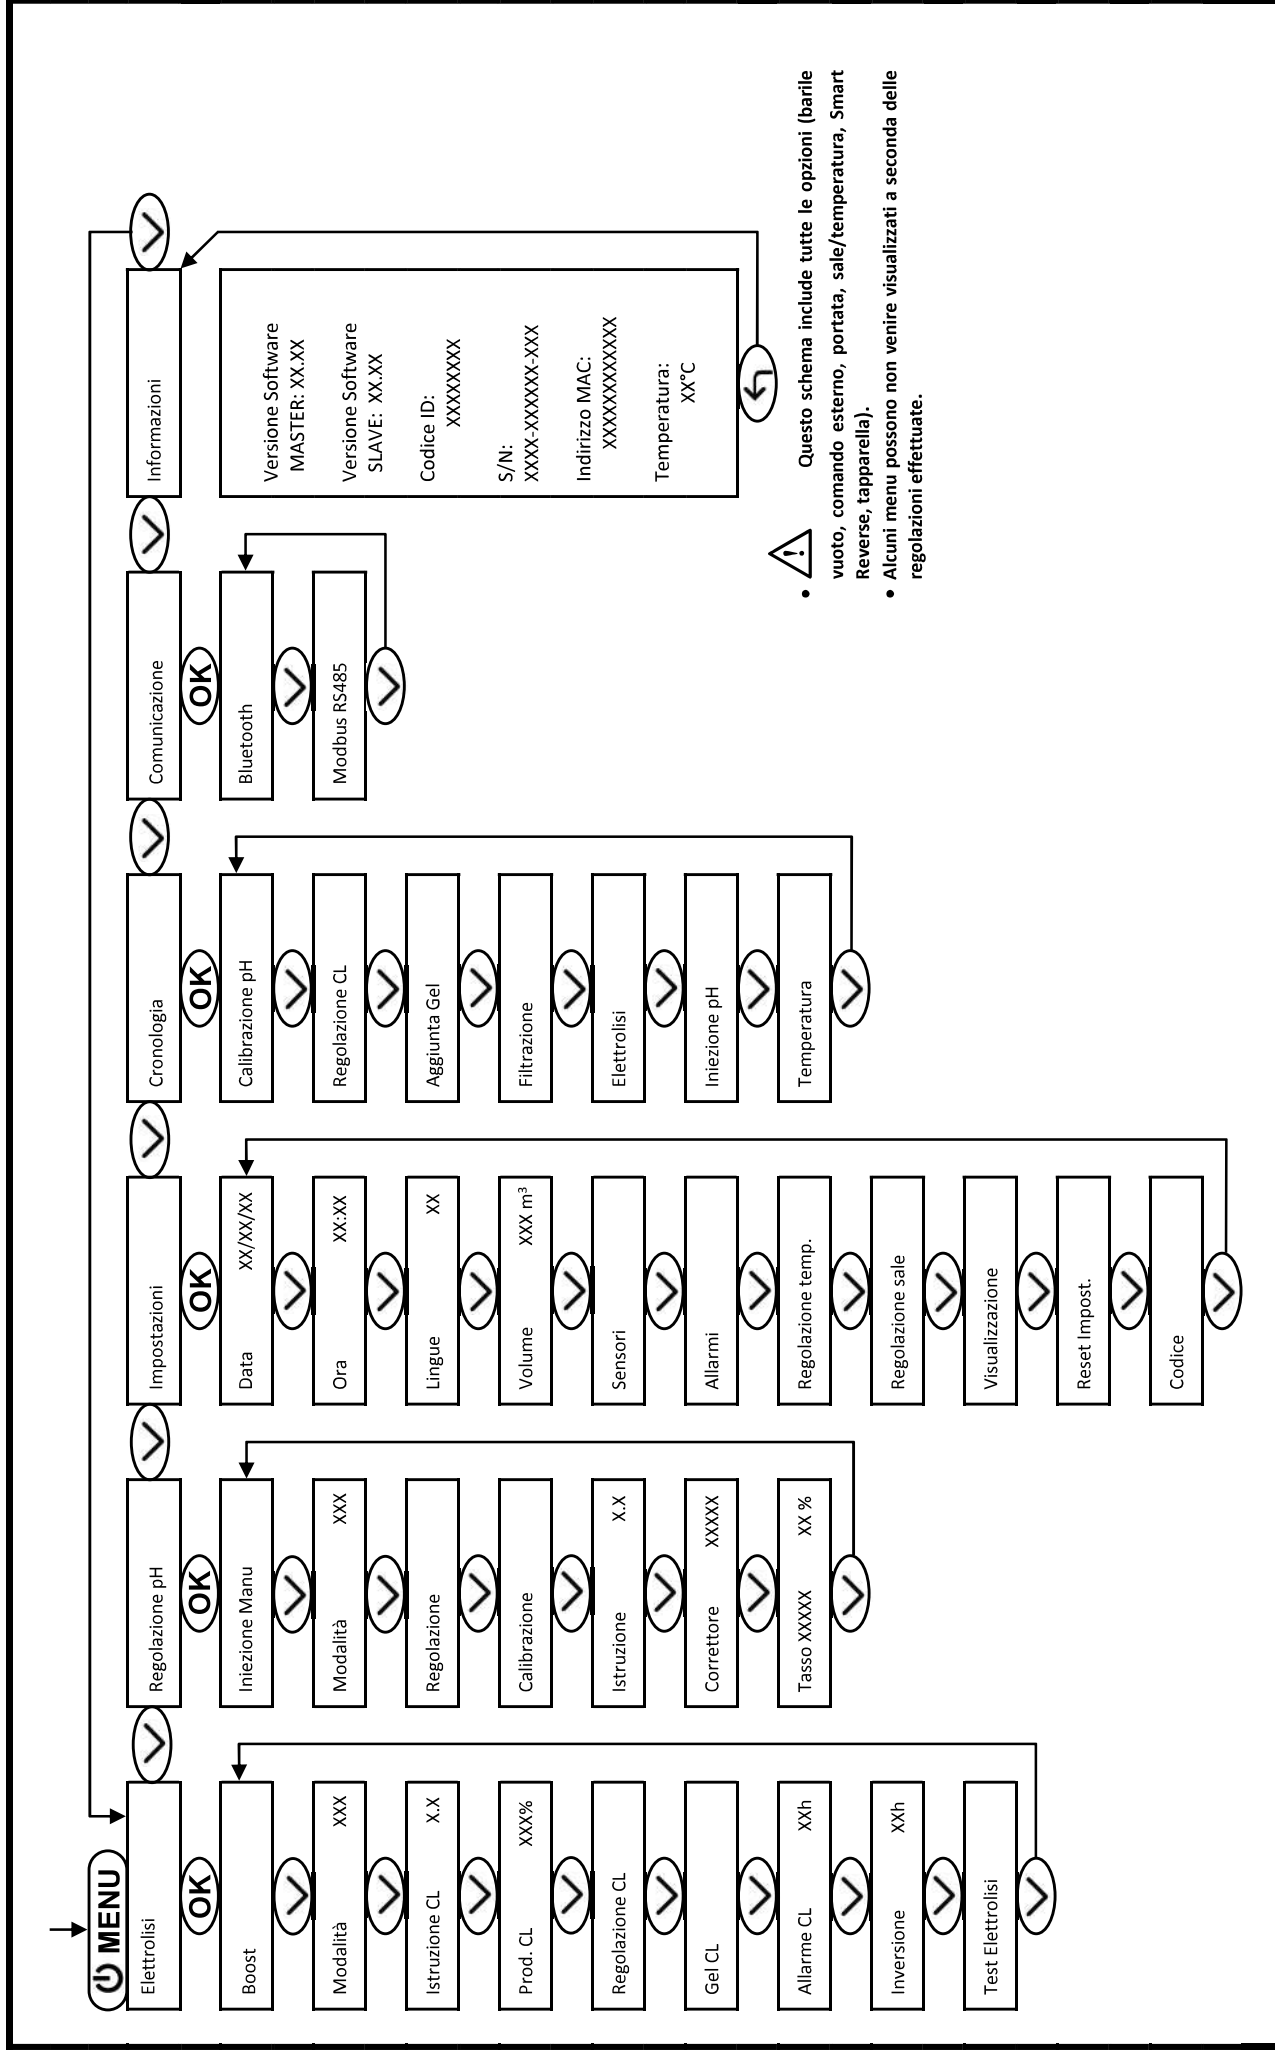 MENU
Elettrolisi
OK
Boost
Modalità XXX
Istruzione CL X.X
Prod. CL XXX%
Regolazione CL
Gel CL
Allarme CL XXh
Inversione XXh
Test Elettrolisi
Regolazione pH
OK
Iniezione Manu
Modalità XXX
Regolazione
Calibrazione
Istruzione X.X
Correttore XXXXX
Tasso XXXXX XX %
Impostazioni
OK
Data XX/XX/XX
Ora XX:XX
Lingue XX
Volume XXX m³
Sensori
Allarmi
Regolazione temp.
Regolazione sale
Visualizzazione
Reset Impost.
Codice
Cronologia
OK
Calibrazione pH
Regolazione CL
Aggiunta Gel
Filtrazione
Elettrolisi
Iniezione pH
Temperatura
Comunicazione
OK
Bluetooth
Modbus RS485
Informazioni
Versione Software
MASTER: XX.XX
Versione Software
SLAVE: XX.XX
Codice ID:
XXXXXXXX
S/N:
XXXX-XXXXXX-XXX
Indirizzo MAC:
XXXXXXXXXXXX
Temperatura:
XX°C
• Questo schema include tutte le opzioni (barile
vuoto, comando esterno, portata, sale/temperatura, Smart
Reverse, tapparella).
• Alcuni menu possono non venire visualizzati a seconda delle
regolazioni effettuate.